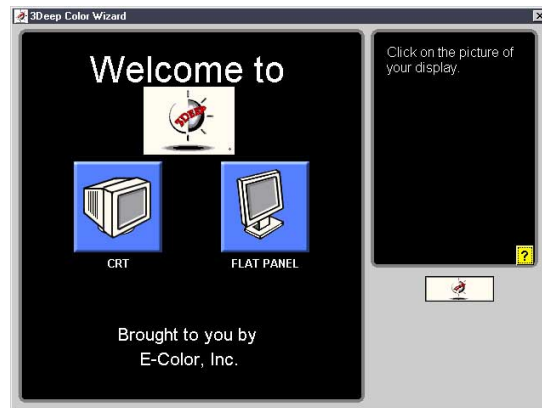 3Deep Color Wizard
Welcome to
3DEEP
CRT
FLAT PANEL
Brought to you by
E-Color, Inc.
Click on the picture of
your display.
?